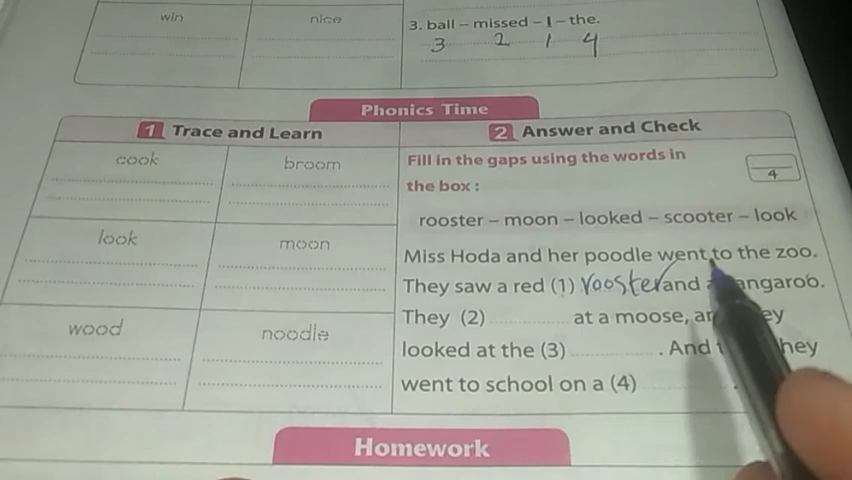 win
nice
3. ball – missed – I – the.
3 2 1 4
Phonics Time
1 Trace and Learn
2 Answer and Check
cook
broom
look
moon
wood
noodle
Fill in the gaps using the words in
the box :
4
rooster – moon – looked – scooter – look
Miss Hoda and her poodle went to the zoo.
They saw a red (1) rooster and
They (2) at a moose,
looked at the (3) . And
went to school on a (4) .
Homework